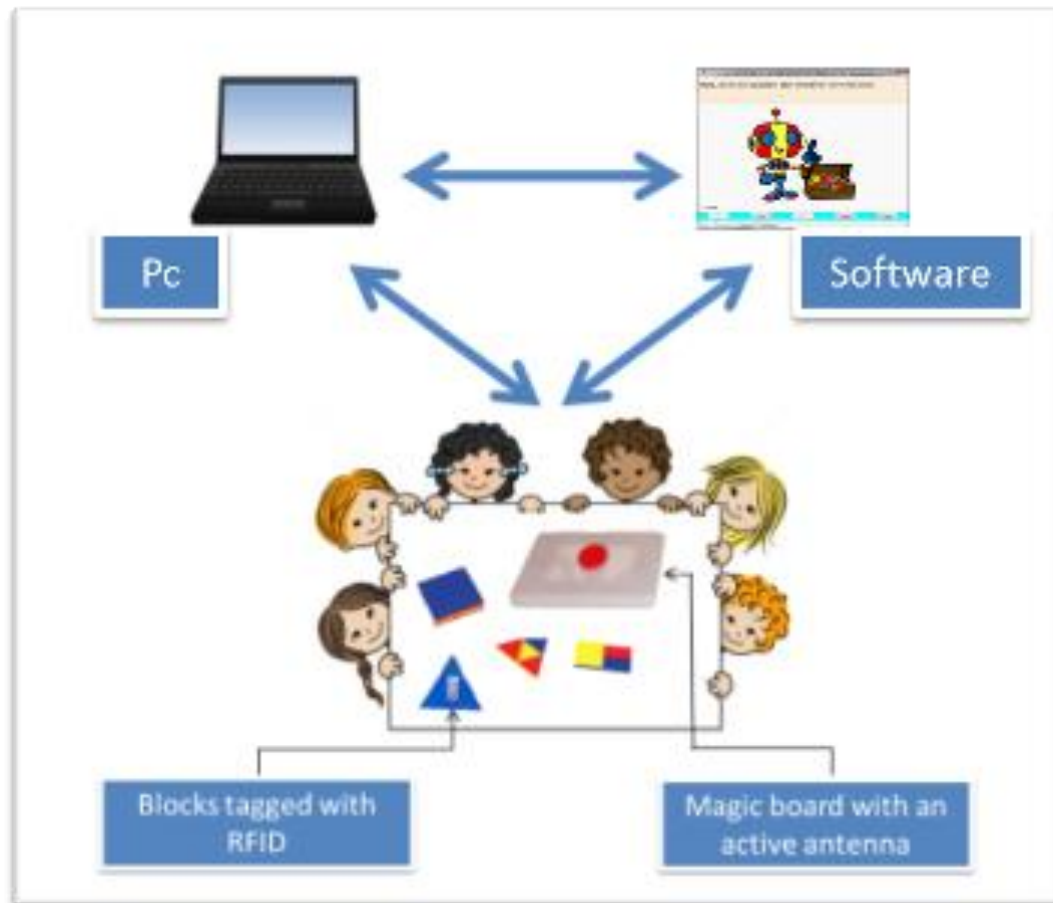 Pc
Software
Blocks tagged with
RFID
Magic board with an
active antenna